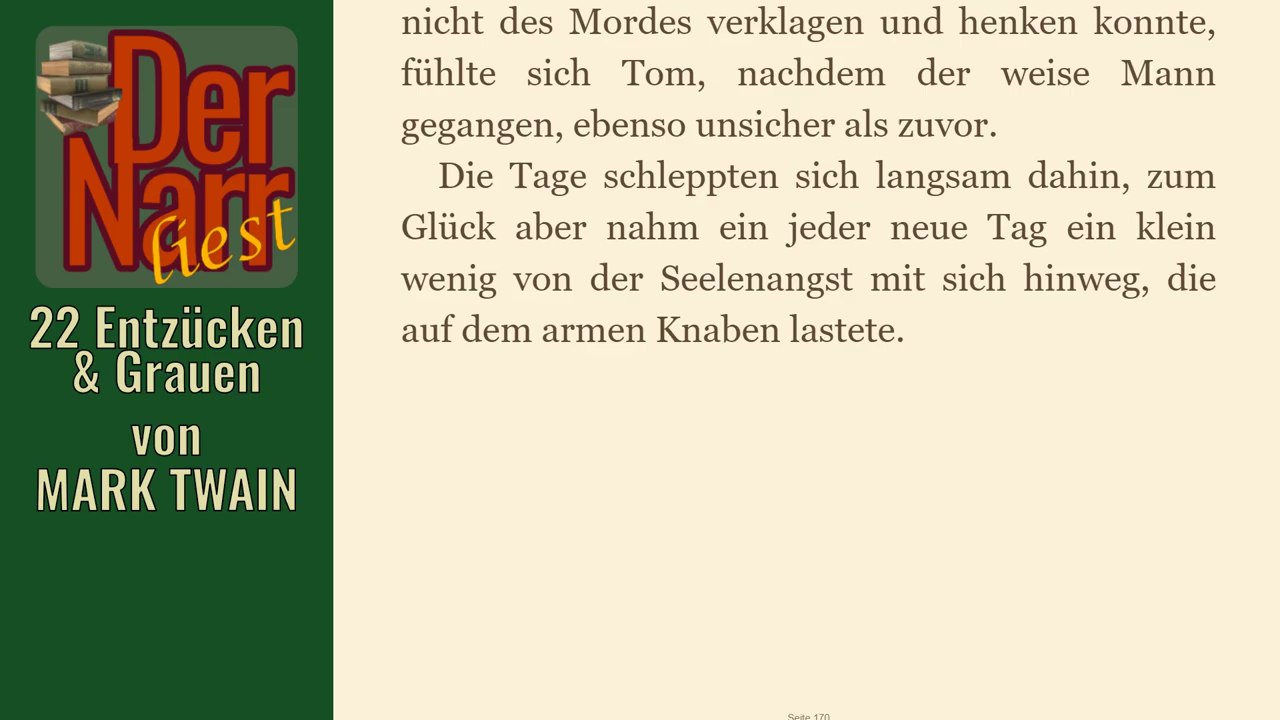 Der
Narr
liest
22 Entzücken
& Grauen
von
MARK TWAIN
nicht des Mordes verklagen und henken konnte,
fühlte sich Tom, nachdem der weise Mann
gegangen, ebenso unsicher als zuvor.
Die Tage schleppten sich langsam dahin, zum
Glück aber nahm ein jeder neue Tag ein klein
wenig von der Seelenangst mit sich hinweg, die
auf dem armen Knaben lastete.
Seite 170